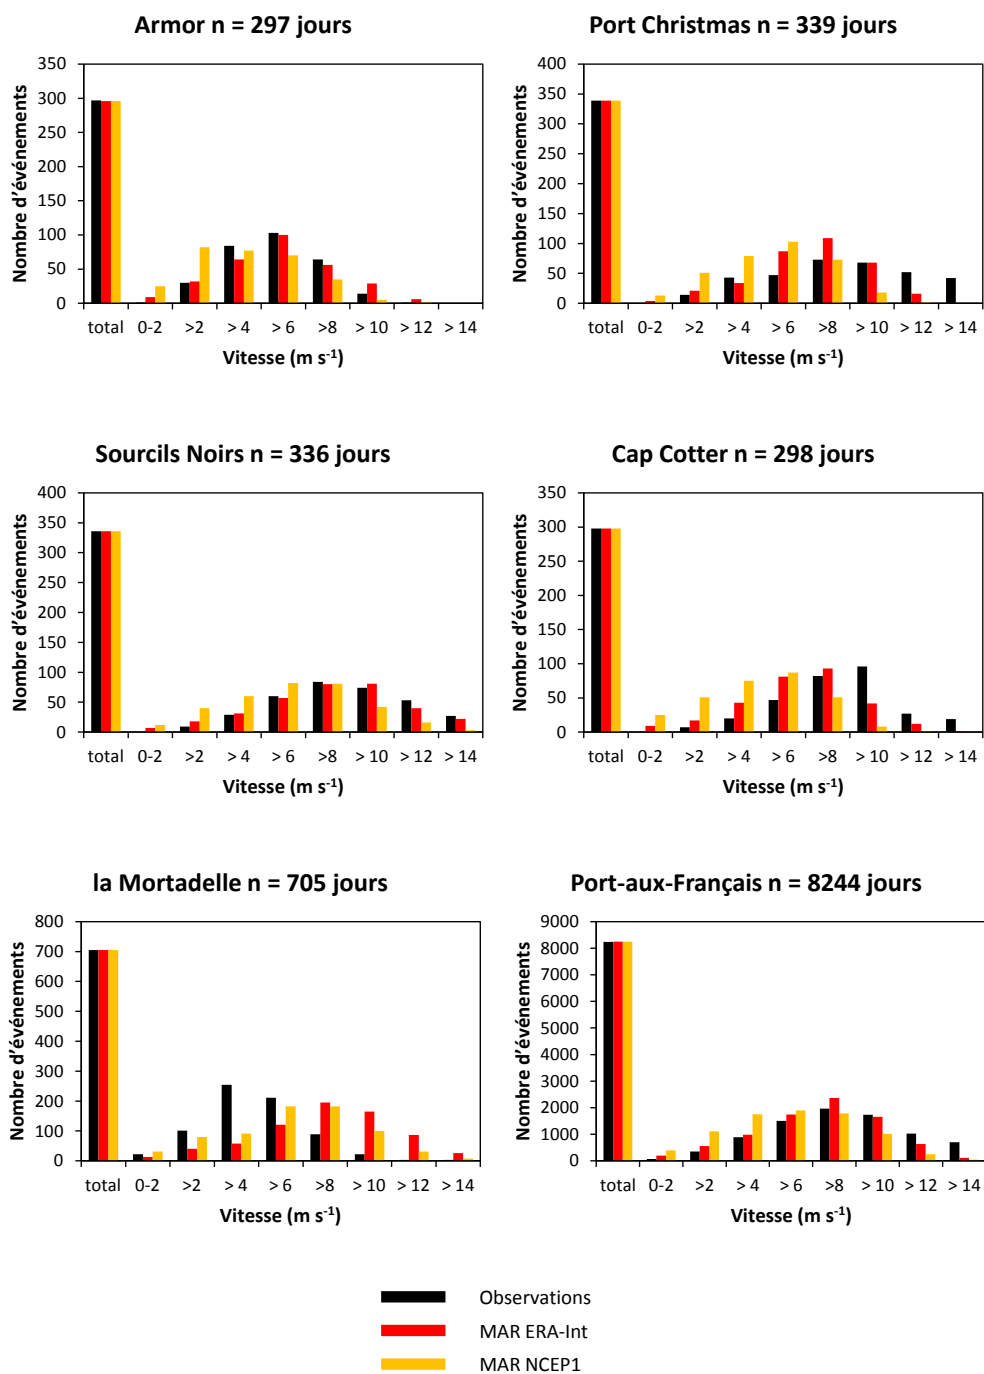 Armor n = 297 jours
Nombre d'événements
350
300
250
200
150
100
50
0
total 0-2 >2 > 4 > 6 >8 > 10 > 12 > 14
Vitesse (m s-1)
Port Christmas n = 339 jours
Nombre d'événements
400
350
300
250
200
150
100
50
0
total 0-2 >2 > 4 > 6 >8 > 10 > 12 > 14
Vitesse (m s-1)
Sourcils Noirs n = 336 jours
Nombre d'événements
400
350
300
250
200
150
100
50
0
total 0-2 >2 > 4 > 6 >8 > 10 > 12 > 14
Vitesse (m s-1)
Cap Cotter n = 298 jours
Nombre d'événements
350
300
250
200
150
100
50
0
total 0-2 >2 > 4 > 6 >8 > 10 > 12 > 14
Vitesse (m s-1)
la Mortadelle n = 705 jours
Nombre d'événements
800
700
600
500
400
300
200
100
0
total 0-2 >2 > 4 > 6 >8 > 10 > 12 > 14
Vitesse (m s-1)
Port-aux-Français n = 8244 jours
Nombre d'événements
9000
8000
7000
6000
5000
4000
3000
2000
1000
0
total 0-2 >2 > 4 > 6 >8 > 10 > 12 > 14
Vitesse (m s-1)
Observations
MAR ERA-Int
MAR NCEP1